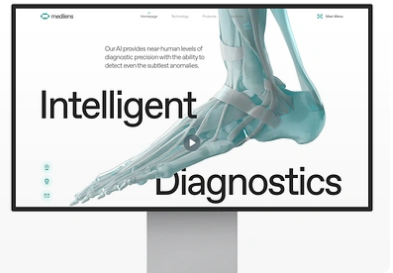 medilens
Homepage Technology Products
Main Menu
Our AI provides near-human levels of
diagnostic precision with the ability to
detect even the subtlest anomalies.
Intelligent
Diagnostics